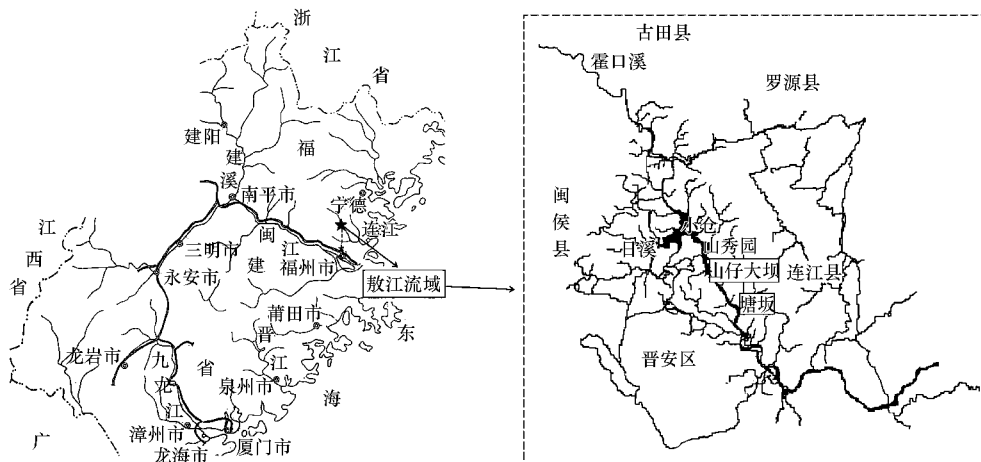 浙
江
省
建阳
建
溪
福
南平市
宁德
连江
江
西
省
三明市
闽
江
福州市
永安市
建
敖江流域
莆田市
东
晋
江
龙岩市
九
龙
江
省
泉州市
海
漳州市
厦门市
龙海市
广
古田县
霍口溪
罗源县
闽侯县
小沧
日溪
山秀园
山仔大坝
连江县
塘坂
晋安区